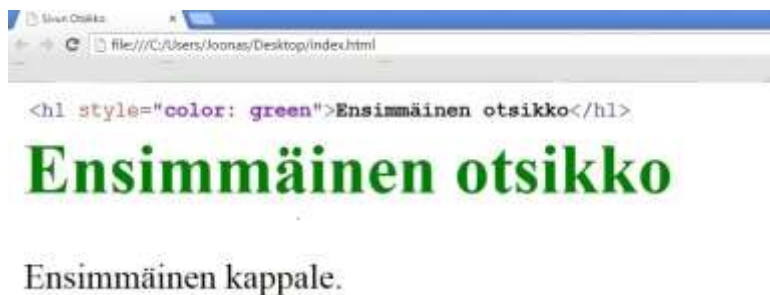 Sivun Otsikko
file:///C:/Users/Joonas/Desktop/index.html
<h1 style="color: green">Ensimmäinen otsikko</h1>
Ensimmäinen otsikko
Ensimmäinen kappale.